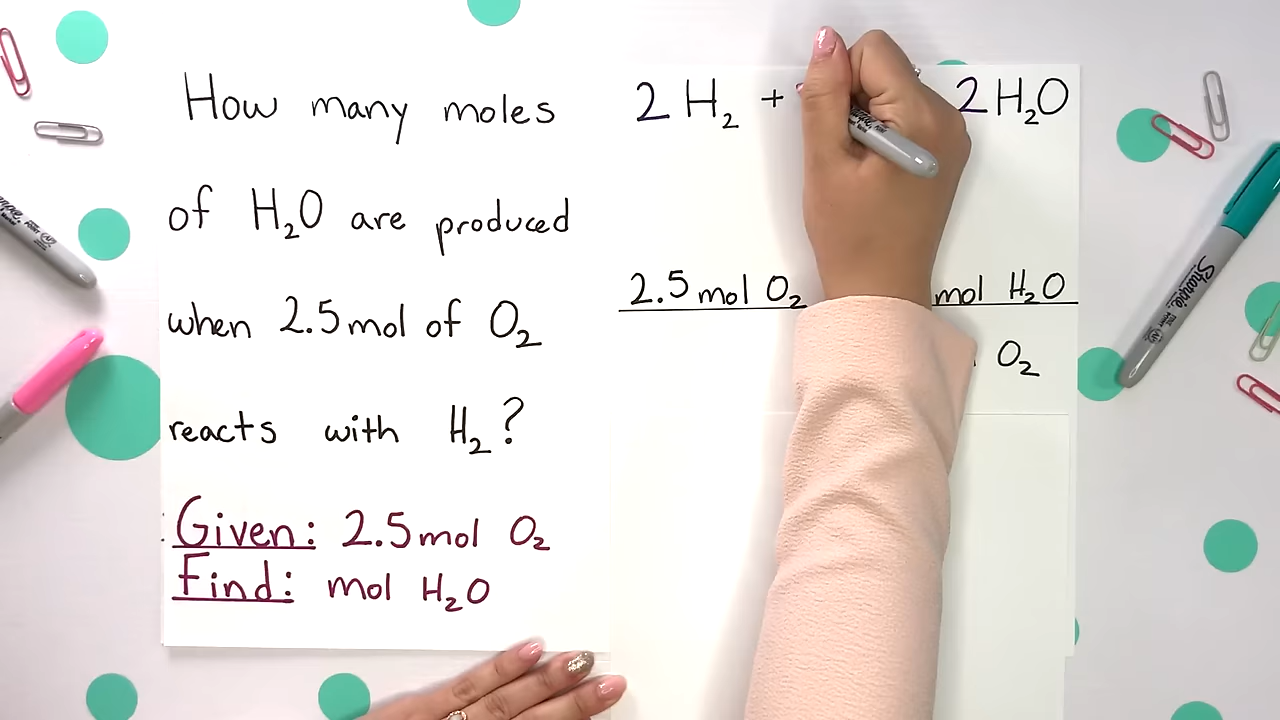 How many moles
of H₂O are produced
when 2.5 mol of O₂
reacts with H₂?
Given: 2.5 mol O₂
Find: mol H₂O
2 H₂ + 2 H₂O
2.5 mol O₂ mol H₂O
O₂
Sharpie